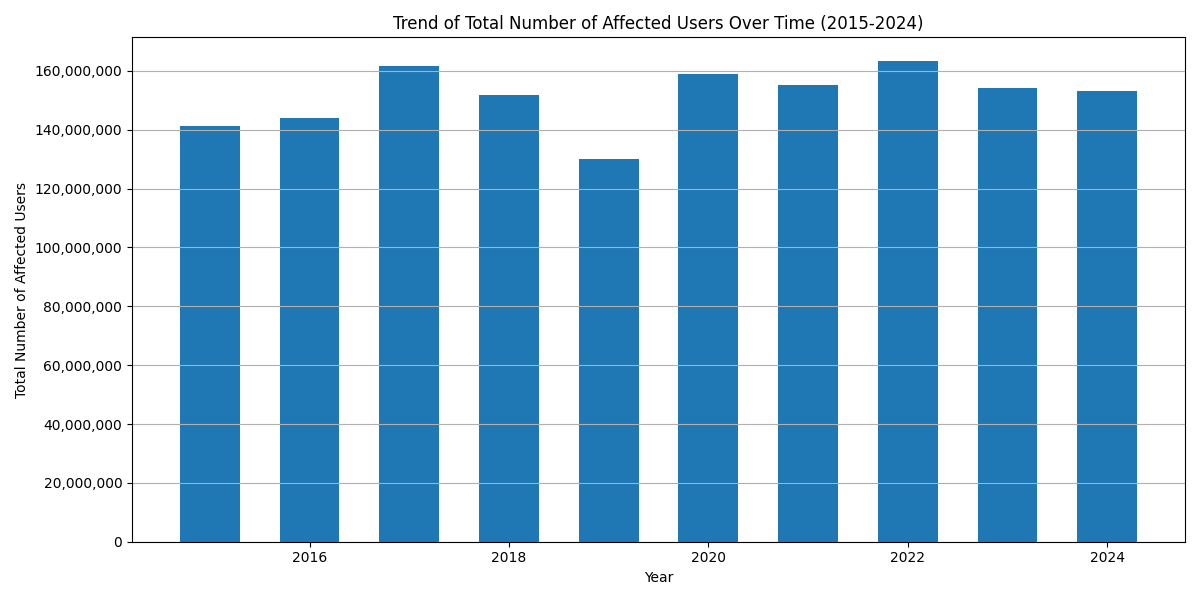 Trend of Total Number of Affected Users Over Time (2015-2024)
Total Number of Affected Users
160,000,000
140,000,000
120,000,000
100,000,000
80,000,000
60,000,000
40,000,000
20,000,000
0
2016 2018 2020 2022 2024
Year